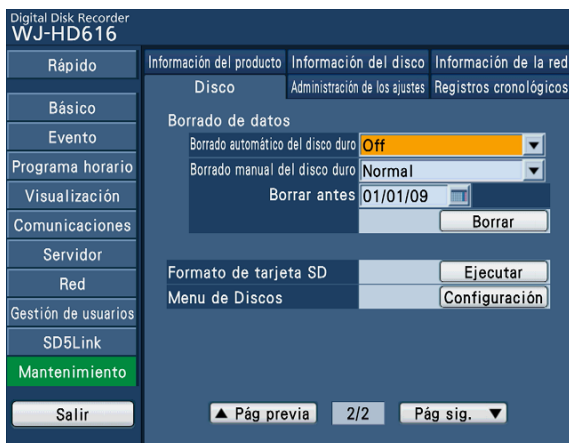 Digital Disk Recorder
WJ-HD616
Rápido
Básico
Evento
Programa horario
Visualización
Comunicaciones
Servidor
Red
Gestión de usuarios
SD5Link
Mantenimiento
Salir
Información del producto Información del disco Información de la red
Disco Administración de los ajustes Registros cronológicos
Borrado de datos
Borrado automático del disco duro Off
Borrado manual del disco duro Normal
Borrar antes 01/01/09
Borrar
Formato de tarjeta SD Ejecutar
Menu de Discos Configuración
▲ Pág previa 2/2 Pág sig. ▼